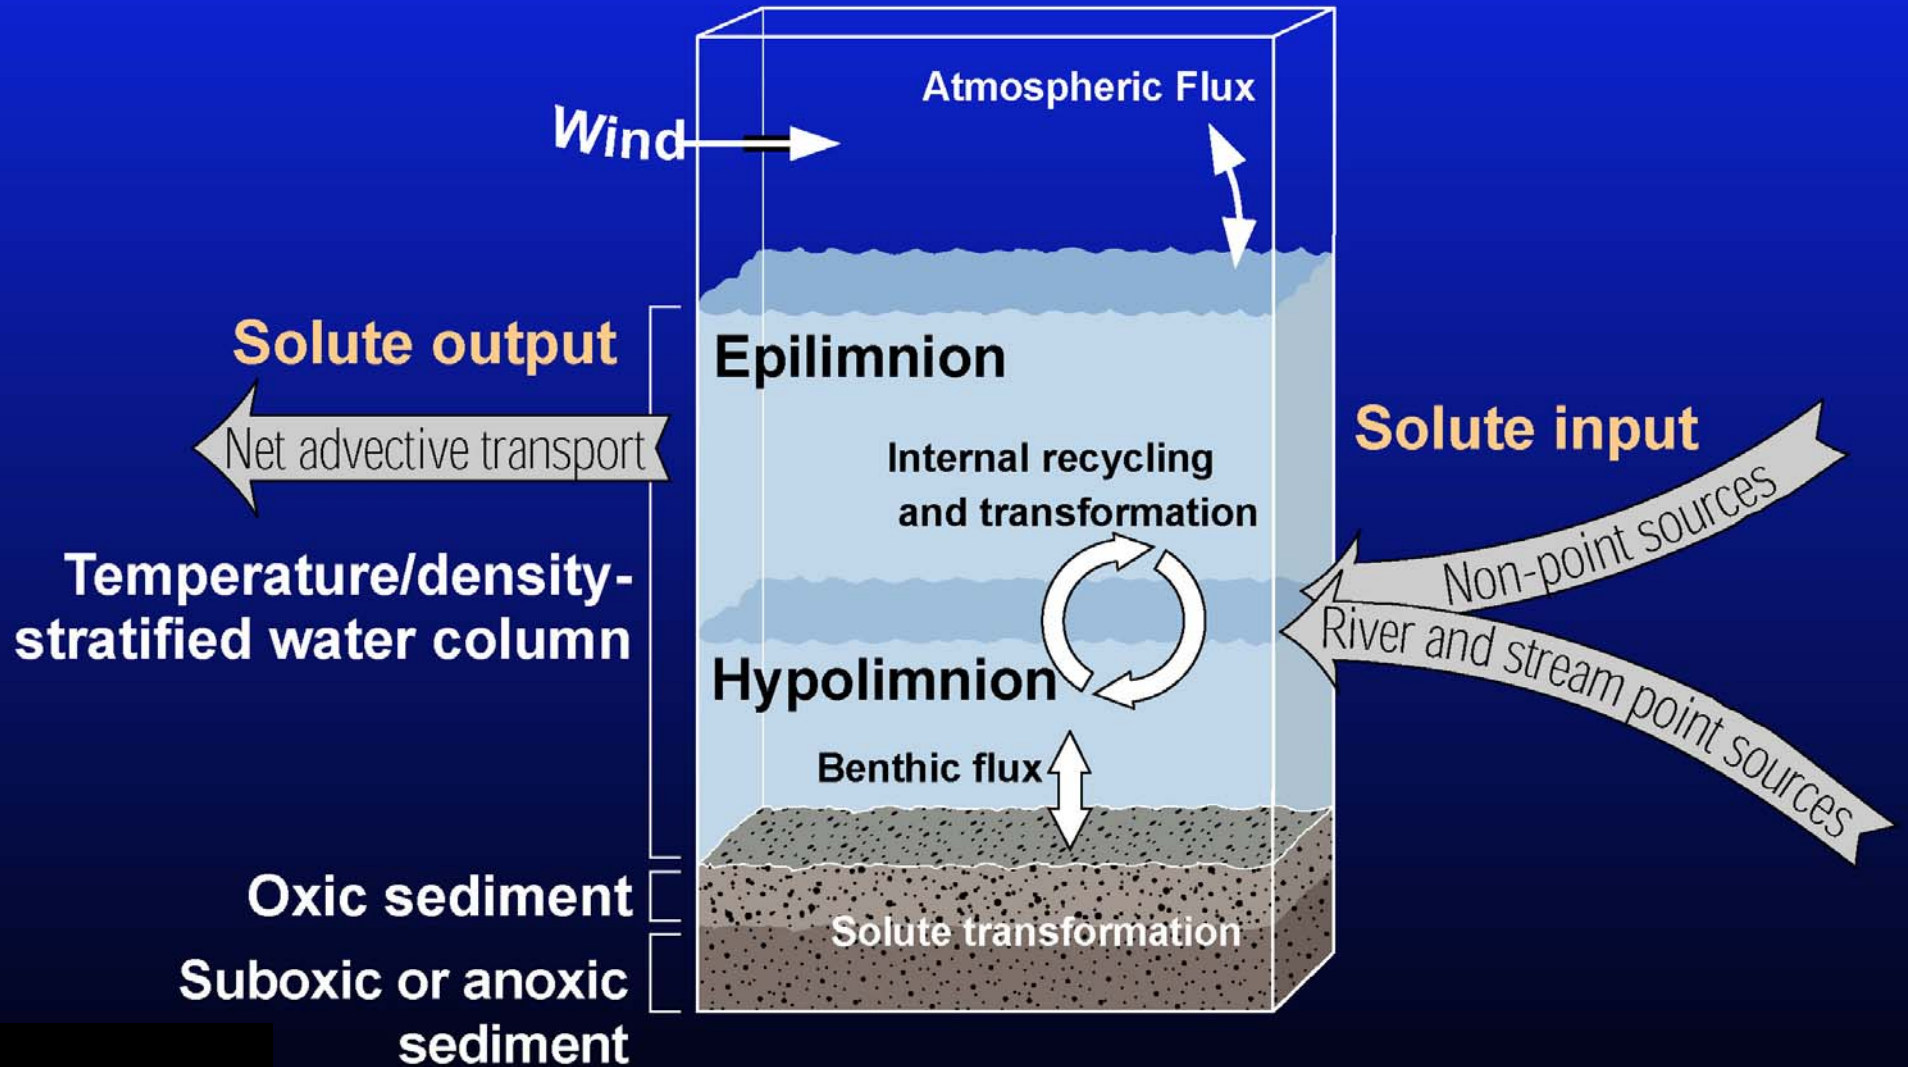 Atmospheric Flux
Wind
Solute output
Epilimnion
Net advective transport
Solute input
Internal recycling
and transformation
Non-point sources
Temperature/density-
stratified water column
River and stream point sources
Hypolimnion
Benthic flux
Oxic sediment
Solute transformation
Suboxic or anoxic
sediment